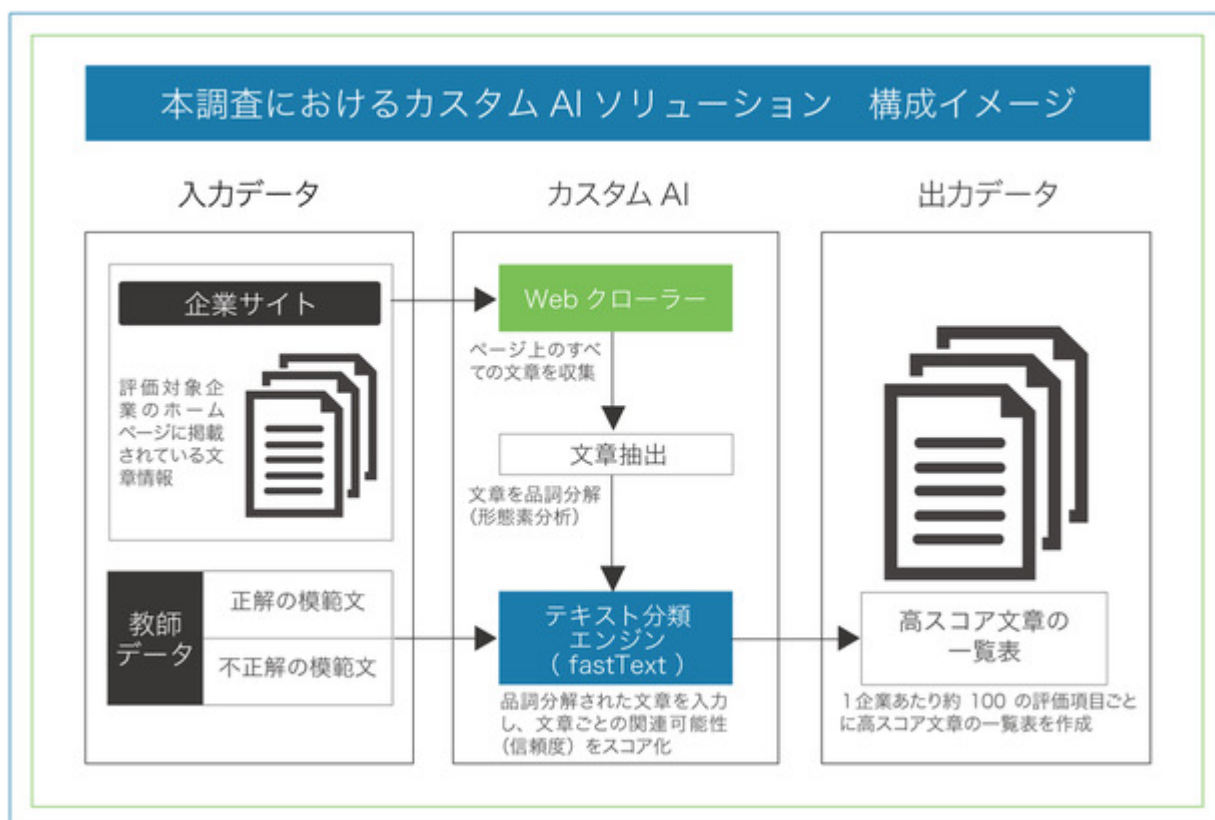 本調査におけるカスタム AI ソリューション　構成イメージ
入力データ
企業サイト
評価対象企
業のホーム
ページに掲載
されている文
章情報
教師
データ
正解の模範文
不正解の模範文
カスタム AI
Web クローラー
ページ上のすべ
ての文章を収集
文章抽出
文章を品詞分解
(形態素分析)
テキスト分類
エンジン
( fastText )
品詞分解された文章を入力
し、文章ごとの関連可能性
(信頼度) をスコア化
出力データ
高スコア文章の
一覧表
1企業あたり約 100 の評価項目ごと
に高スコア文章の一覧表を作成